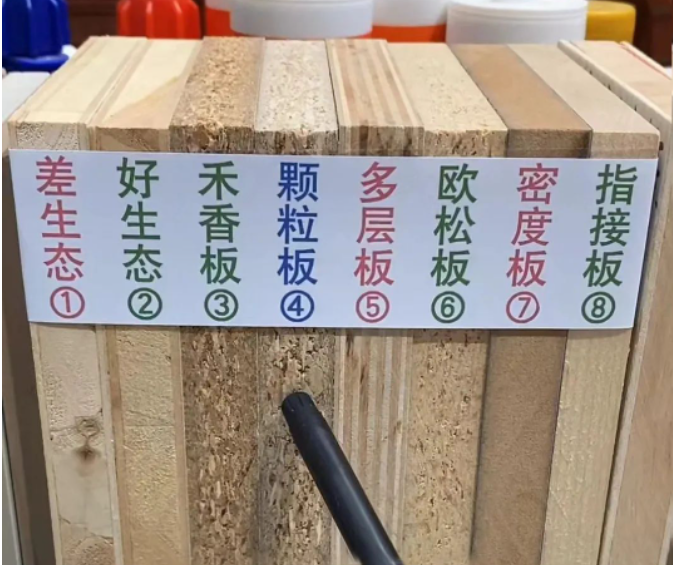 差生态①
好生态②
禾香板③
颗粒板④
多层板⑤
欧松板⑥
密度板⑦
指接板⑧